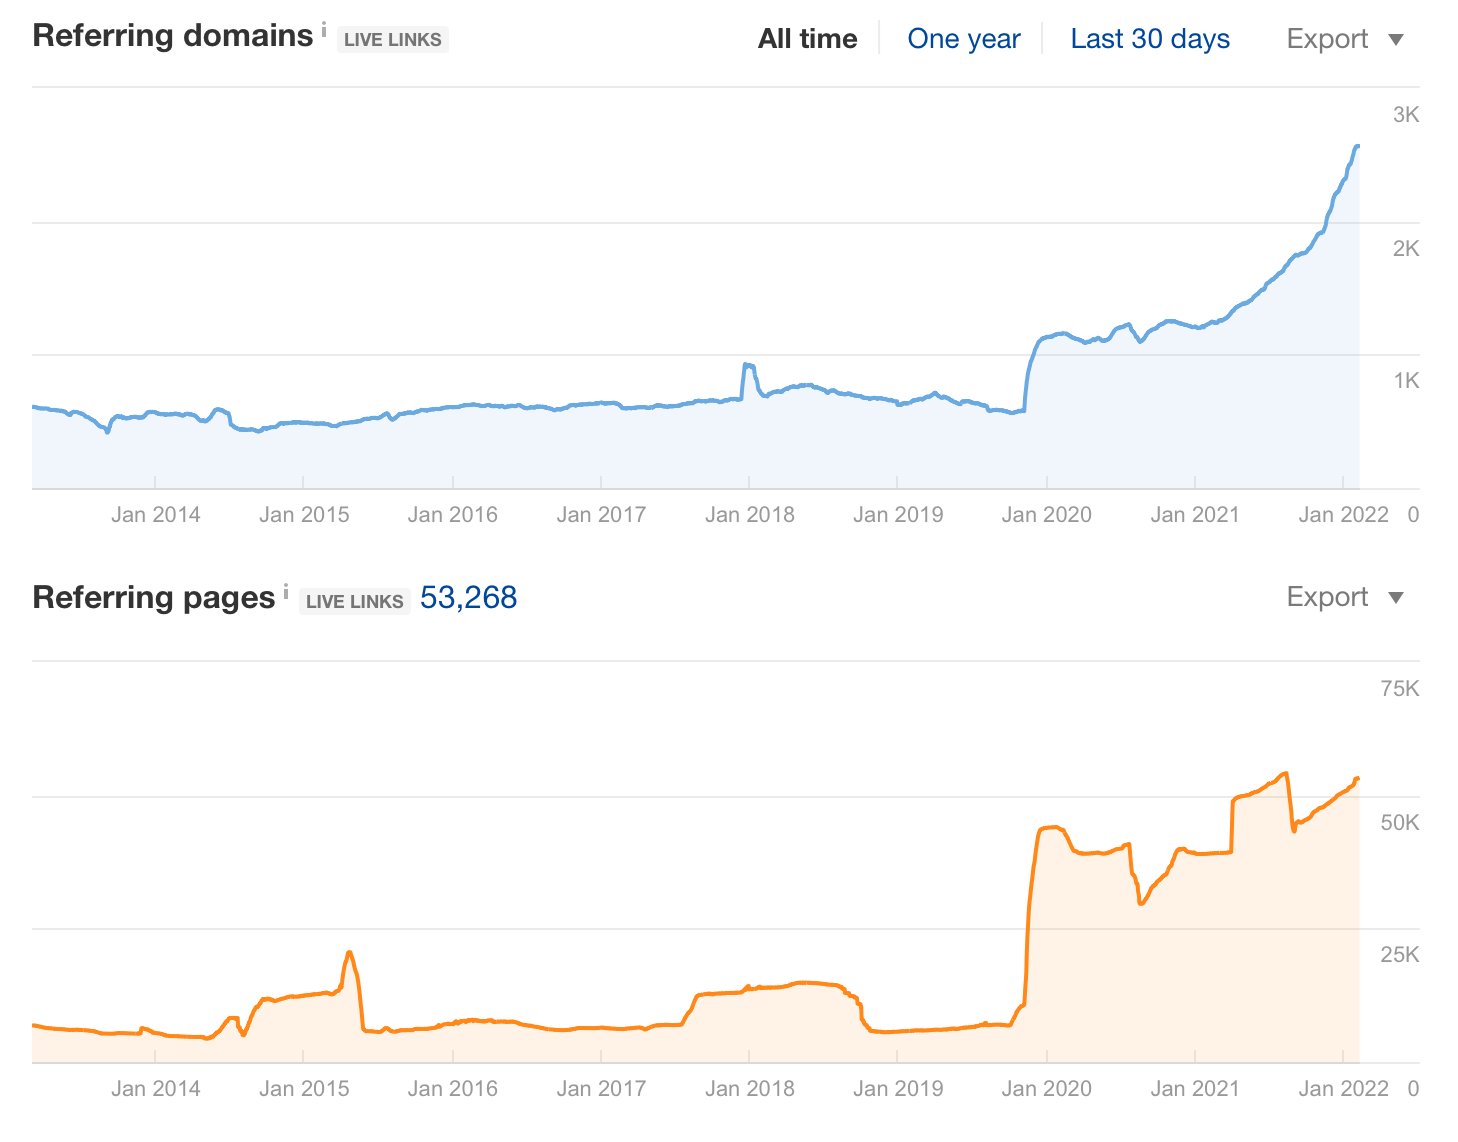 Referring domains i LIVE LINKS All time One year Last 30 days Export
3K
2K
1K
Jan 2014 Jan 2015 Jan 2016 Jan 2017 Jan 2018 Jan 2019 Jan 2020 Jan 2021 Jan 2022 0
Referring pages i LIVE LINKS 53,268 Export
75K
50K
25K
Jan 2014 Jan 2015 Jan 2016 Jan 2017 Jan 2018 Jan 2019 Jan 2020 Jan 2021 Jan 2022 0